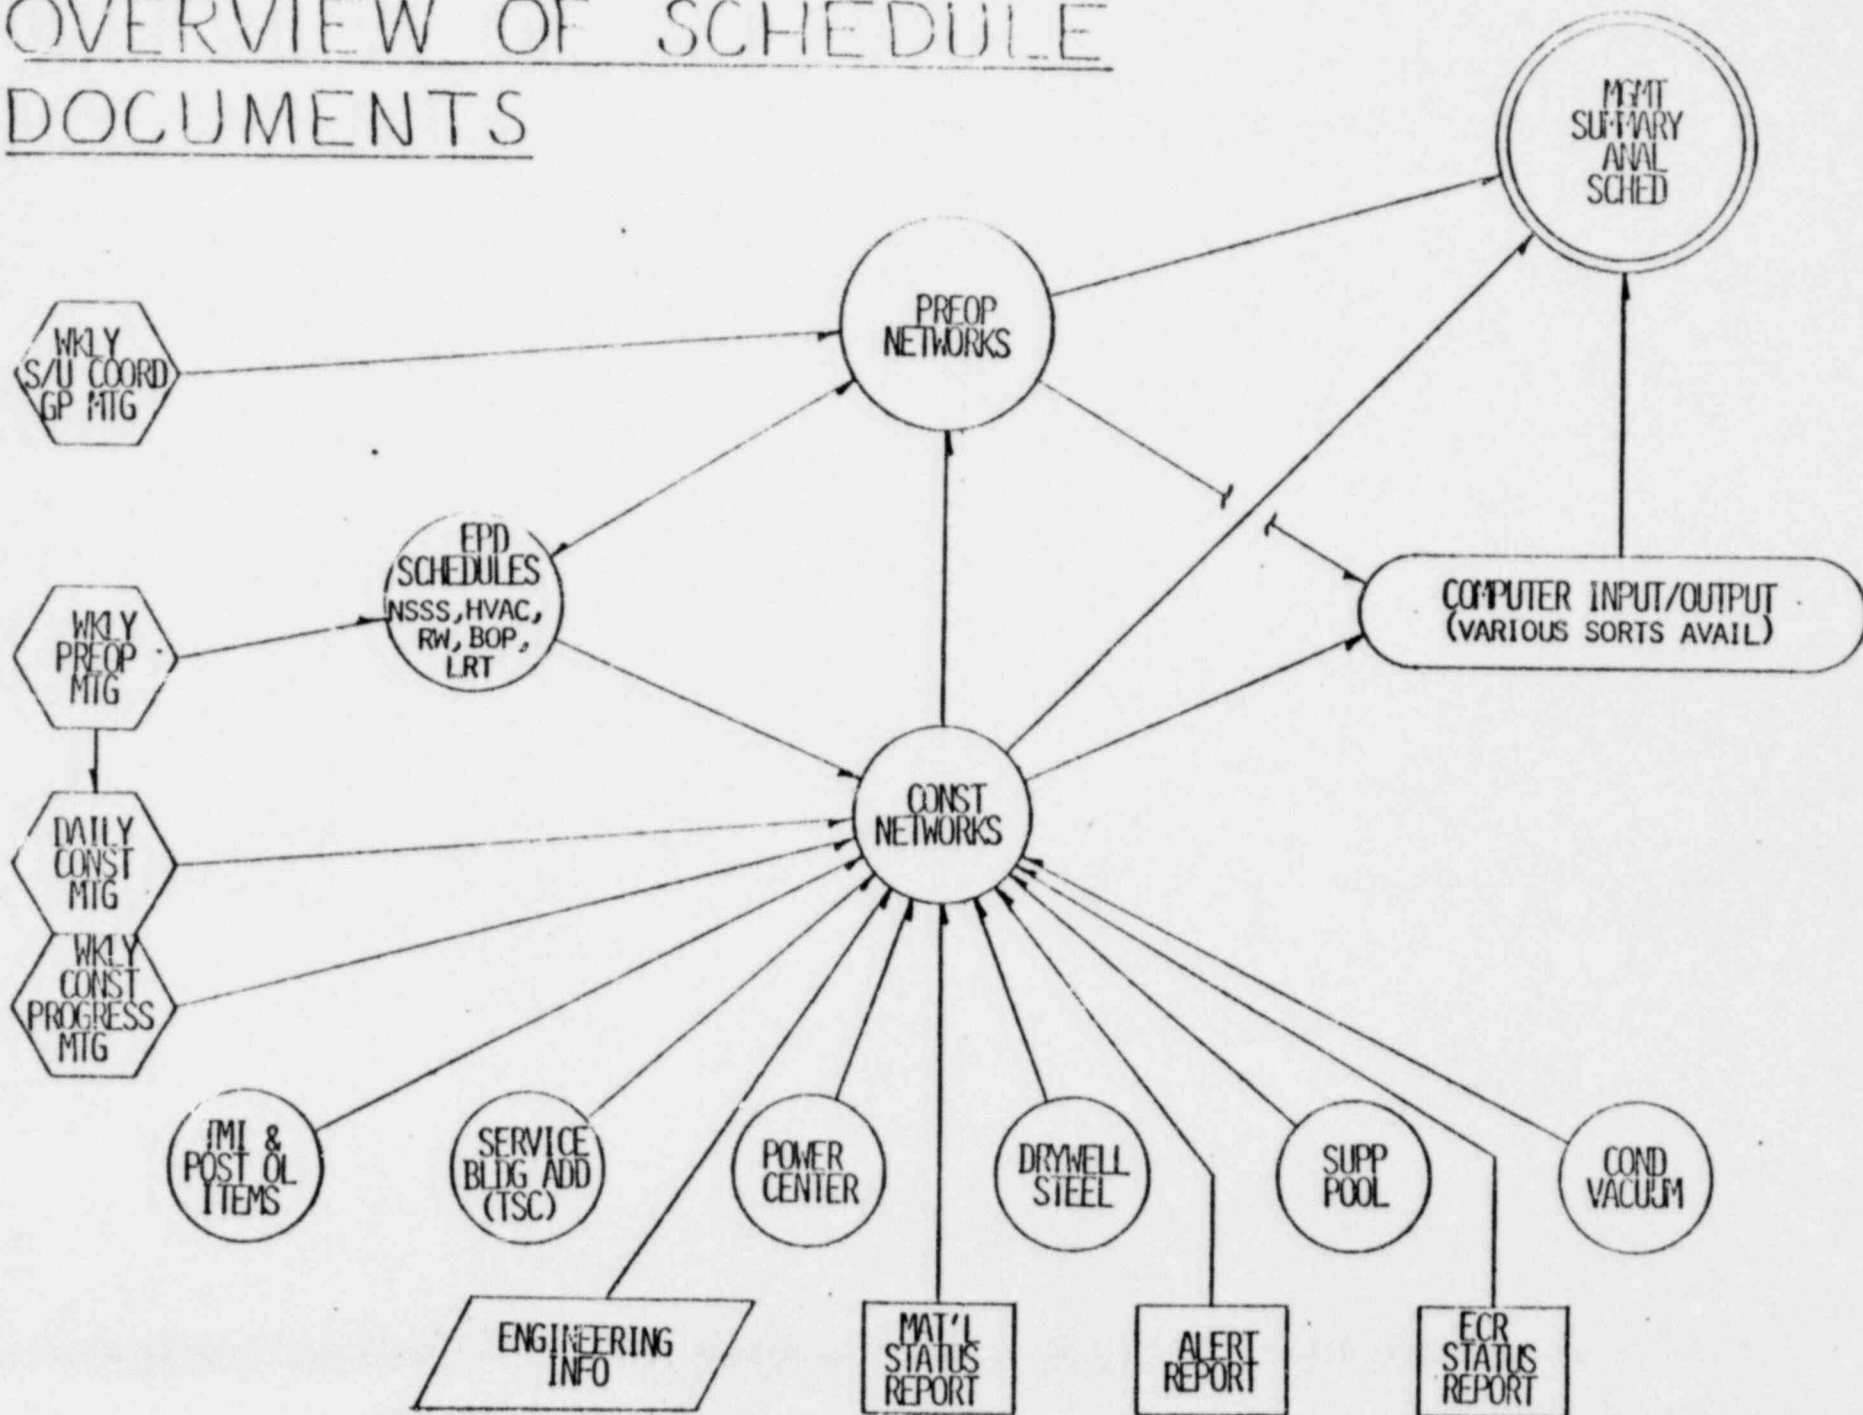 OVERVIEW OF SCHEDULE
DOCUMENTS
MGMT
SUMMARY
ANAL
SCHED
PREOP
NETWORKS
WKLY
S/U COORD
GP MTG
EPD
SCHEDULES
NSSS, HVAC,
RW, BOP,
LRT
COMPUTER INPUT/OUTPUT
(VARIOUS SORTS AVAIL)
WKLY
PREOP
MTG
CONST
NETWORKS
DAILY
CONST
MTG
WKLY
CONST
PROGRESS
MTG
TMI &
POST OL
ITEMS
SERVICE
BLDG ADD
(TSC)
POWER
CENTER
DRYWELL
STEEL
SUPP
POOL
COND
VACUUM
ENGINEERING
INFO
MAT'L
STATUS
REPORT
ALERT
REPORT
ECR
STATUS
REPORT